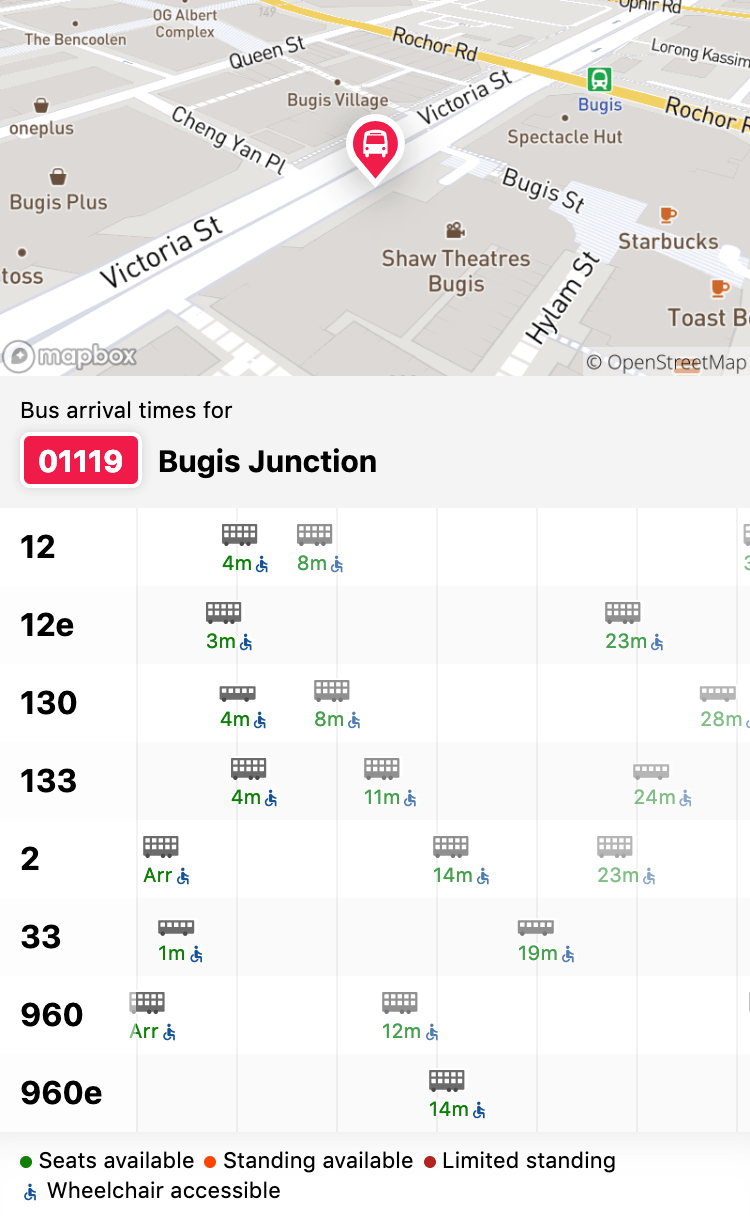 Ophir Rd
OG Albert
Complex
149
The Bencoolen
Queen St
Rochor Rd
Lorong Kassim
Bugis Village
Victoria St
Bugis
Rochor R
oneplus
Cheng Yan Pl
Spectacle Hut
Bugis Plus
Bugis St
Victoria St
Starbucks
toss
Shaw Theatres
Bugis
Hylam St
Toast B
mapbox
© OpenStreetMap
Bus arrival times for
01119 Bugis Junction
12 4m 8m 3
12e 3m 23m
130 4m 8m 28m
133 4m 11m 24m
2 Arr 14m 23m
33 1m 19m
960 Arr 12m
960e 14m
Seats available Standing available Limited standing
Wheelchair accessible